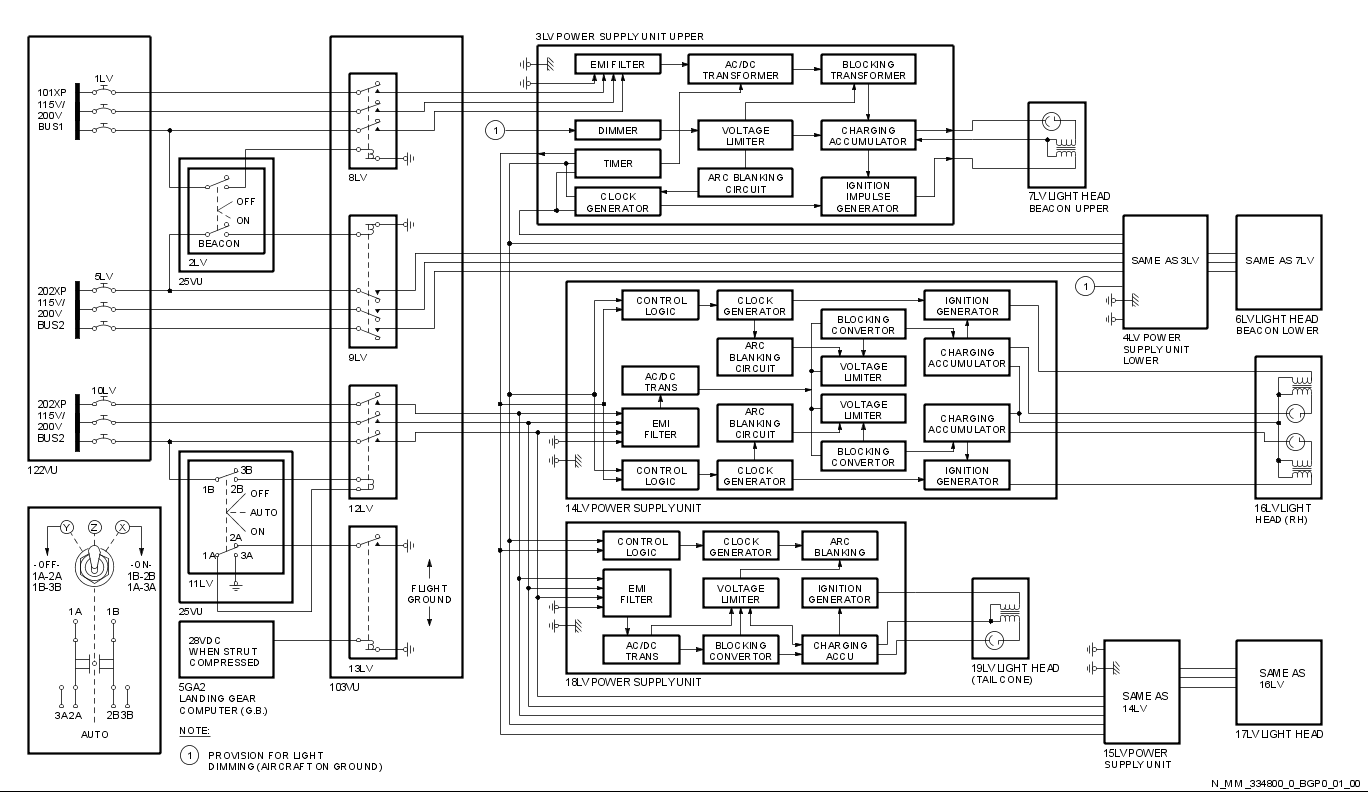 1LV
101XP
115V/
200V
BUS1
OFF
ON
BEACON
2LV
25VU
5LV
202XP
115V/
200V
BUS2
10LV
202XP
115V/
200V
BUS2
122VU
8LV
9LV
12LV
3B
1B
2B
OFF
AUTO
ON
2A
1A
3A
11LV
25VU
28VDC
WHEN STRUT
COMPRESSED
5GA2
LANDING GEAR
COMPUTER (G.B.)
13LV
FLIGHT
GROUND
103VU
Y
Z
X
-OFF-
1A-2A
1B-3B
-ON-
1B-2B
1A-3A
1A
1B
3A2A
2B3B
AUTO
NOTE:
1
PROVISION FOR LIGHT
DIMMING (AIRCRAFT ON GROUND)
3LV POWER SUPPLY UNIT UPPER
EMI FILTER
AC/DC
TRANSFORMER
BLOCKING
TRANSFORMER
1
DIMMER
VOLTAGE
LIMITER
CHARGING
ACCUMULATOR
TIMER
ARC BLANKING
CIRCUIT
IGNITION
IMPULSE
GENERATOR
CLOCK
GENERATOR
7LV LIGHT HEAD
BEACON UPPER
SAME AS 3LV
SAME AS 7LV
1
4LV POWER
SUPPLY UNIT
LOWER
6LV LIGHT HEAD
BEACON LOWER
CONTROL
LOGIC
CLOCK
GENERATOR
IGNITION
GENERATOR
BLOCKING
CONVERTOR
ARC
BLANKING
CIRCUIT
CHARGING
ACCUMULATOR
VOLTAGE
LIMITER
AC/DC
TRANS
VOLTAGE
LIMITER
EMI
FILTER
ARC
BLANKING
CIRCUIT
CHARGING
ACCUMULATOR
BLOCKING
CONVERTOR
CONTROL
LOGIC
CLOCK
GENERATOR
IGNITION
GENERATOR
14LV POWER SUPPLY UNIT
16LV LIGHT
HEAD (RH)
CONTROL
LOGIC
CLOCK
GENERATOR
ARC
BLANKING
EMI
FILTER
VOLTAGE
LIMITER
IGNITION
GENERATOR
AC/DC
TRANS
BLOCKING
CONVERTOR
CHARGING
ACCU
18LV POWER SUPPLY UNIT
19LV LIGHT HEAD
(TAIL CONE)
SAME AS
14LV
SAME AS
16LV
15LV POWER
SUPPLY UNIT
17LV LIGHT HEAD
N_MM_334800_0_BGP0_01_00